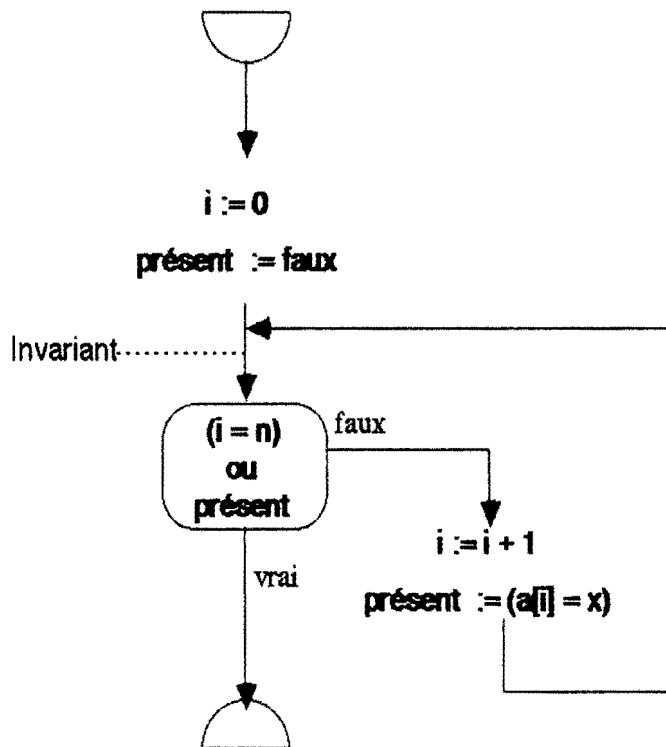 i := 0
présent := faux
Invariant
(i = n)
ou
présent
faux
i := i + 1
présent := (a[i] = x)
vrai